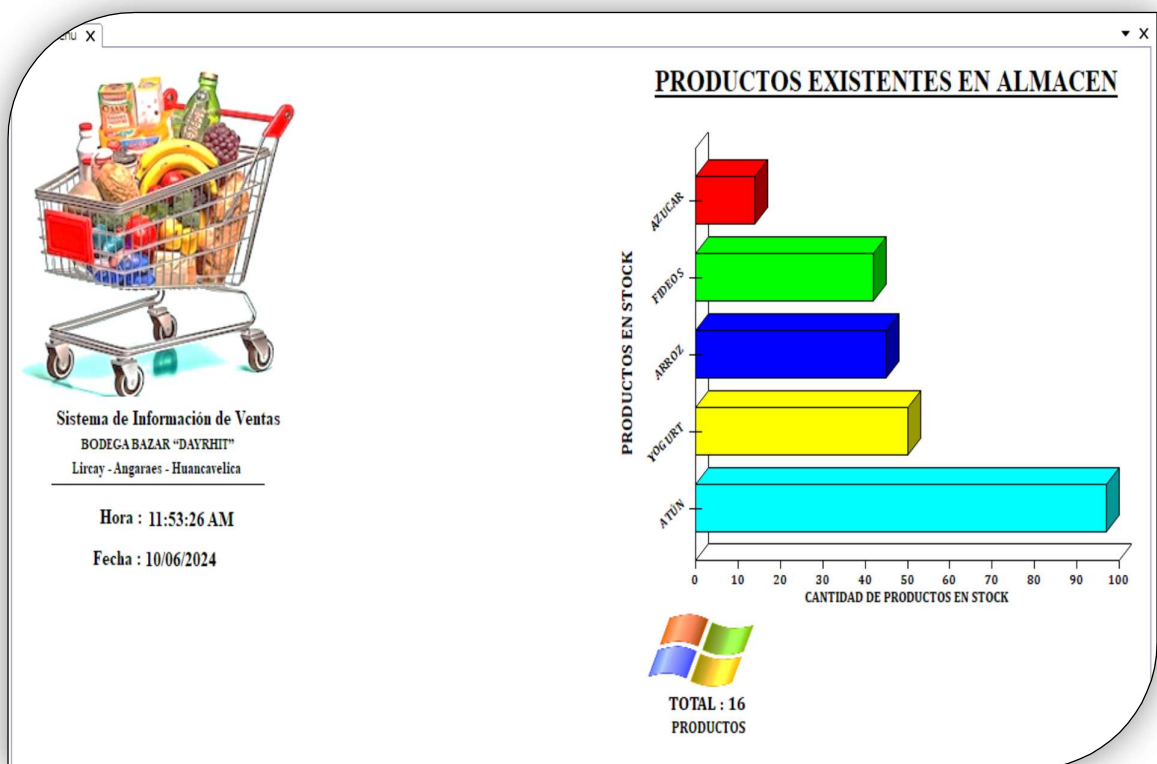 X
X
PRODUCTOS EXISTENTES EN ALMACEN
Sistema de Información de Ventas
BODEGA BAZAR “DAYRHIT”
Lircay - Angaraes - Huancavelica
Hora : 11:53:26 AM
Fecha : 10/06/2024
PRODUCTOS EN STOCK
AZUCAR
FIDEOS
ARROZ
YOGURT
ATÚN
0 10 20 30 40 50 60 70 80 90 100
CANTIDAD DE PRODUCTOS EN STOCK
TOTAL : 16
PRODUCTOS